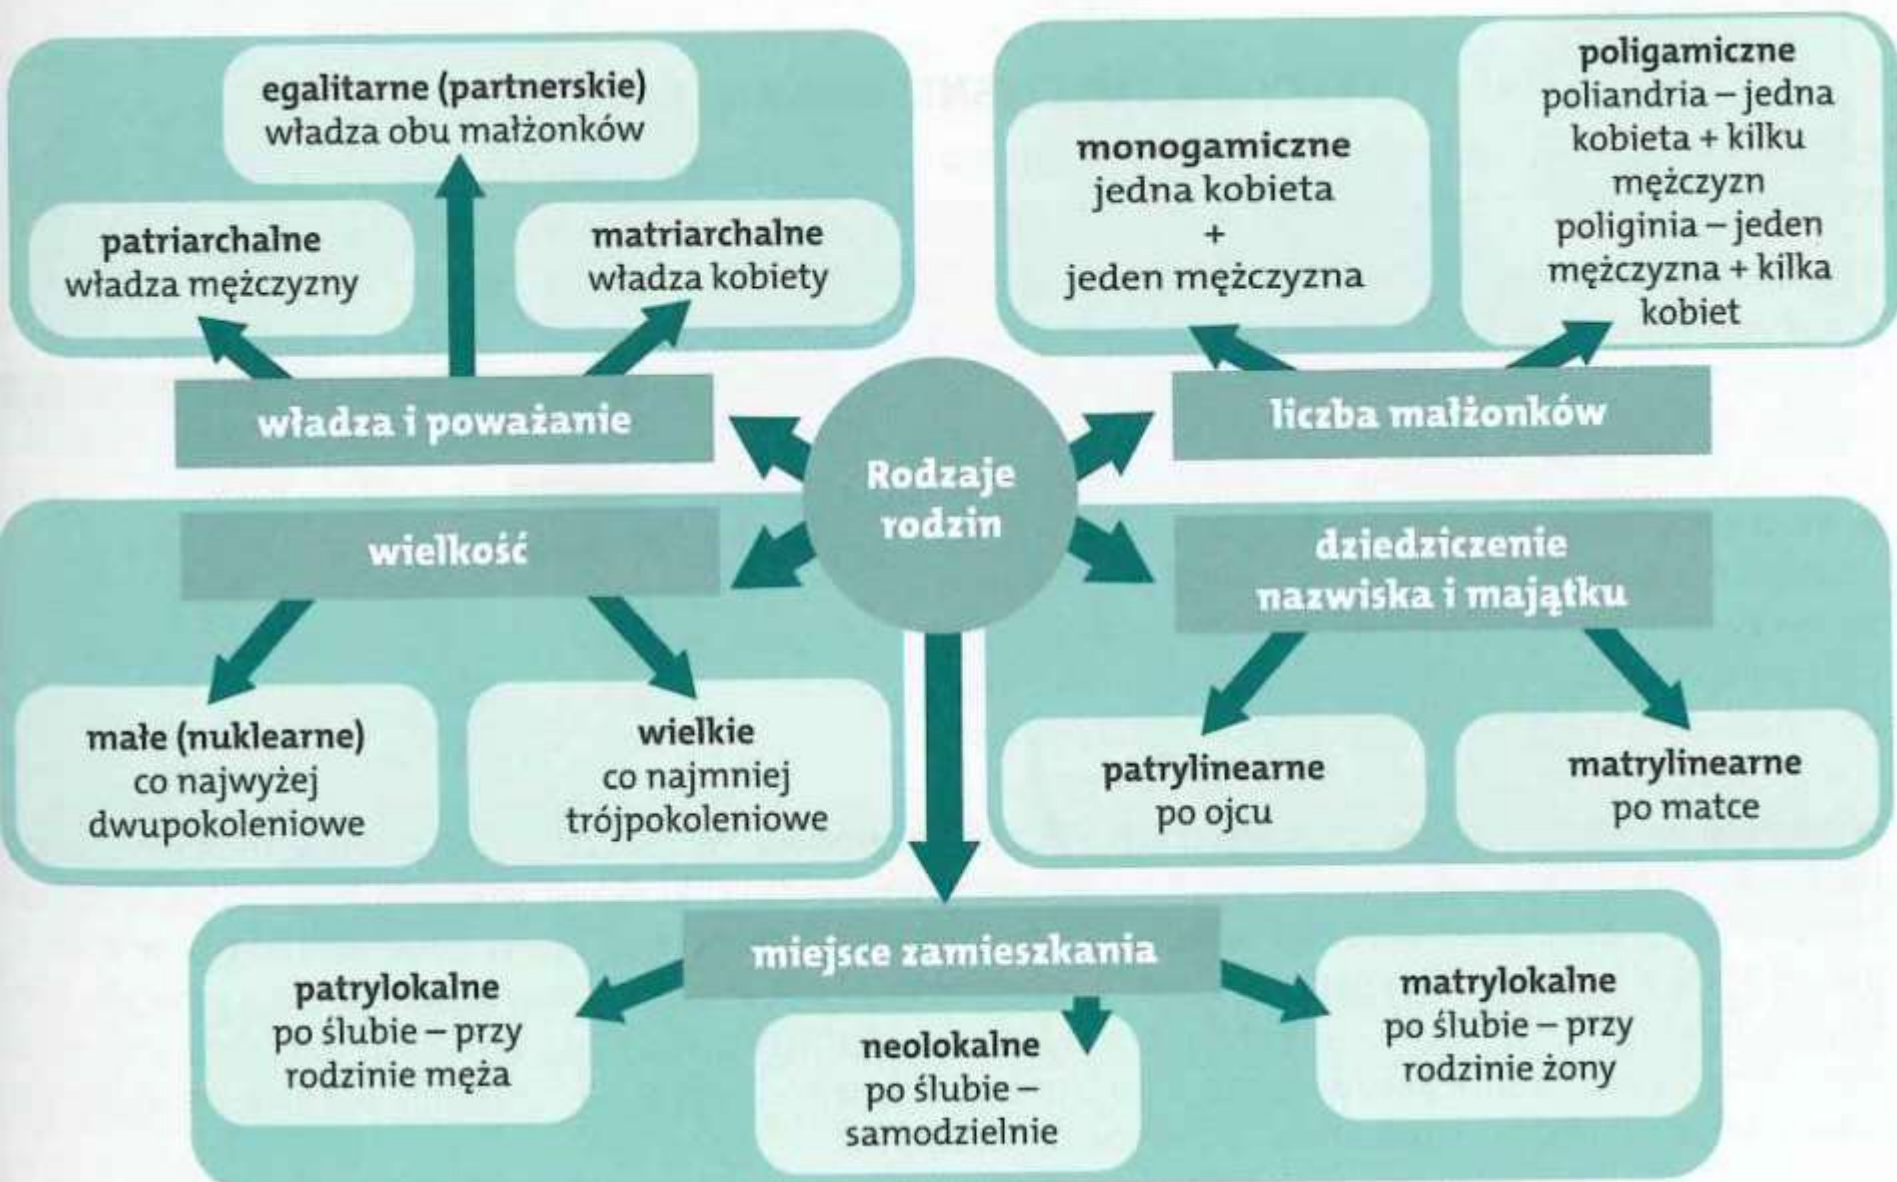 egalitarne (partnerskie)
władza obu małżonków
patriarchalne
władza mężczyzny
matriarchalne
władza kobiety
władza i poważanie
monogamiczne
jedna kobieta
+
jeden mężczyzna
poligamiczne
poliandria – jedna
kobieta + kilku
mężczyzn
poliginia – jeden
mężczyzna + kilka
kobiet
liczba małżonków
Rodzaje
rodzin
wielkość
małe (nuklearne)
co najwyżej
dwupokoleniowe
wielkie
co najmniej
trójpokoleniowe
dziedziczenie
nazwiska i majątku
patrylinearne
po ojcu
matrylinearne
po matce
miejsce zamieszkania
patrylokalne
po ślubie – przy
rodzinie męża
neolokalne
po ślubie –
samodzielnie
matrylokalne
po ślubie – przy
rodzinie żony